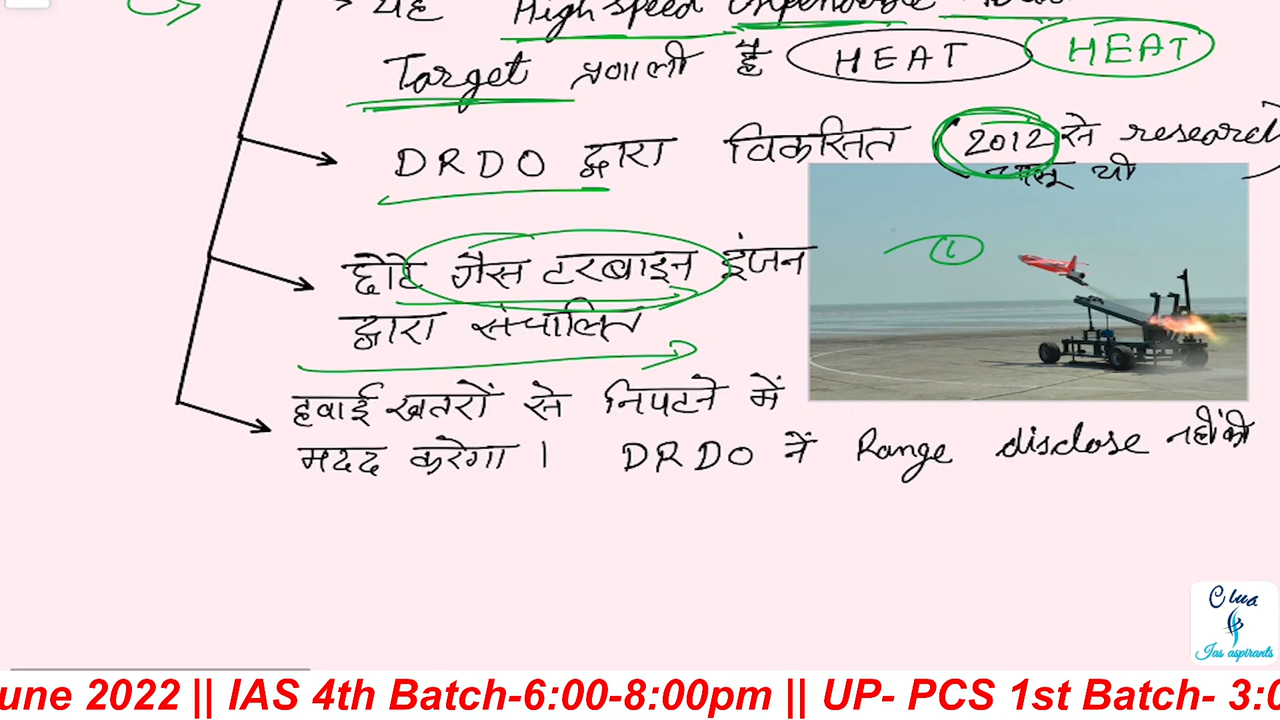 यह High speed Expendable
Target प्रणाली है HEAT HEAT
DRDO द्वारा विकसित (2012 से research
चालू थी)
(1)
छोटे गैस टरबाइन इंजन
द्वारा संचालित
हवाई खतरों से निपटने में
मदद करेगा। DRDO नें Range disclose नहीं की
Clue
Ias aspirants
une 2022 || IAS 4th Batch-6:00-8:00pm || UP- PCS 1st Batch- 3:0